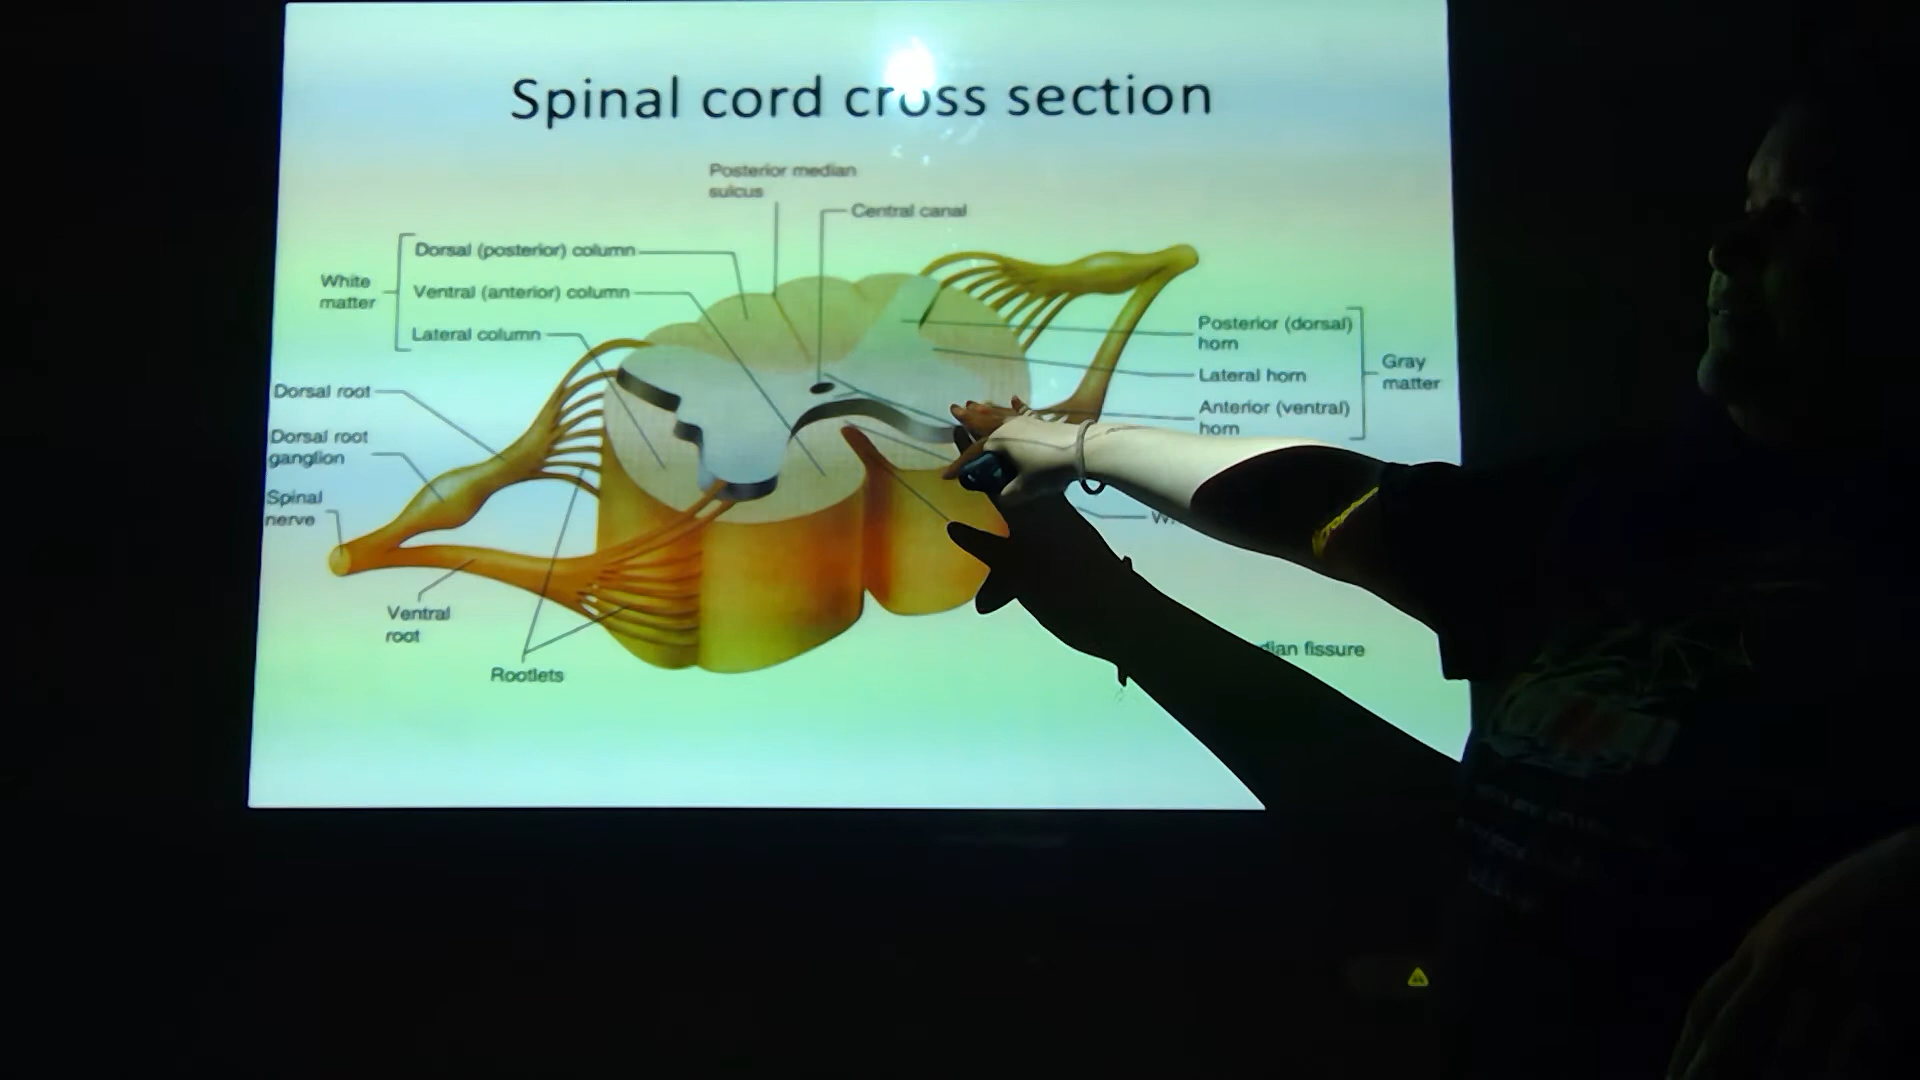 Spinal cord cross section
Posterior median
sulcus
Central canal
Dorsal (posterior) column
White
matter
Ventral (anterior) column
Lateral column
Posterior (dorsal)
horn
Gray
matter
Lateral horn
Anterior (ventral)
horn
Dorsal root
Dorsal root
ganglion
Spinal
nerve
Ventral
root
Rootlets
fissure